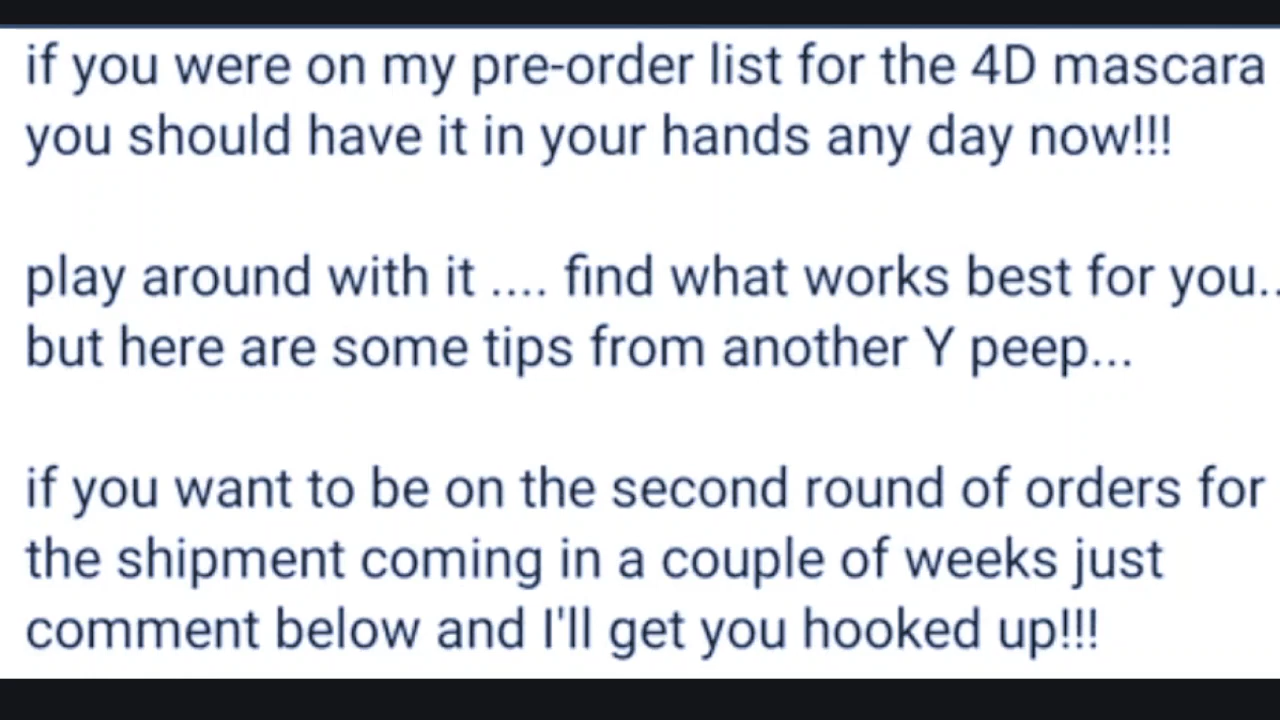 if you were on my pre-order list for the 4D mascara
you should have it in your hands any day now!!!
play around with it .... find what works best for you..
but here are some tips from another Y peep...
if you want to be on the second round of orders for
the shipment coming in a couple of weeks just
comment below and I'll get you hooked up!!!